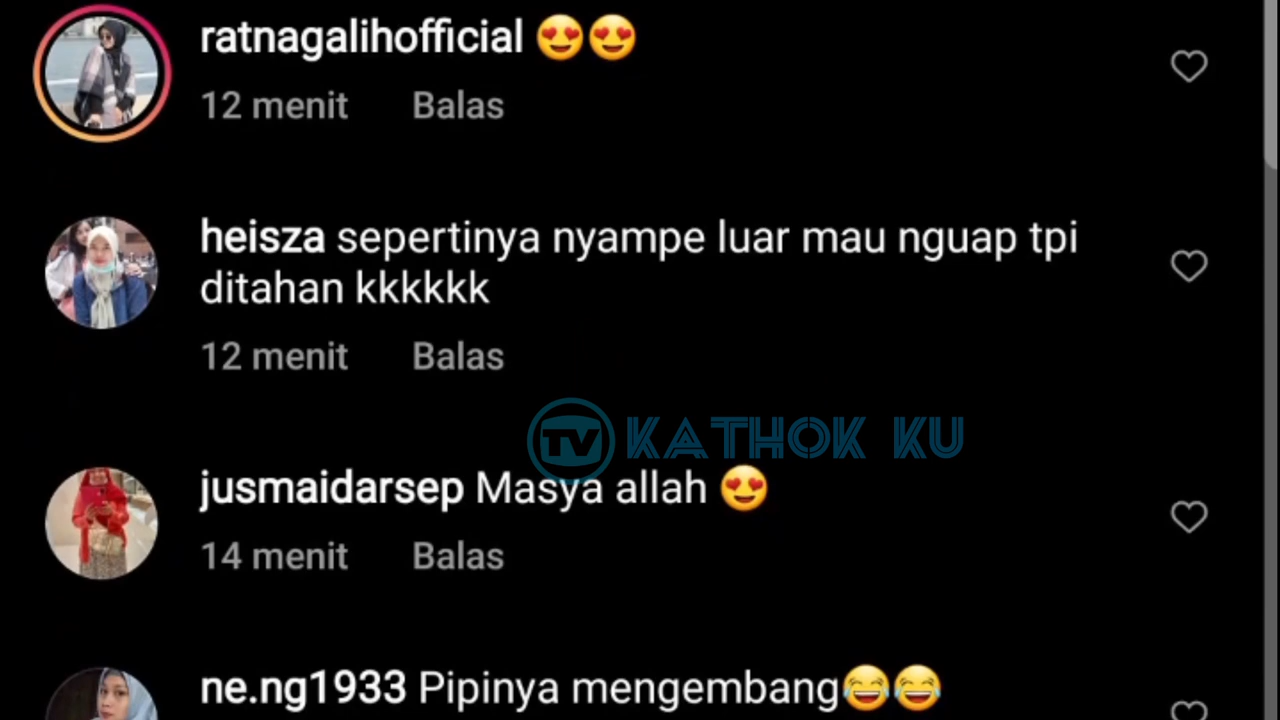 ratnagalihofficial 😍😍
12 menit Balas
heisza sepertinya nyampe luar mau nguap tpi
ditahan kkkkkk
12 menit Balas
TV KATHOK KU
jusmaidarsep Masya allah 😍
14 menit Balas
ne.ng1933 Pipinya mengembang😂😂